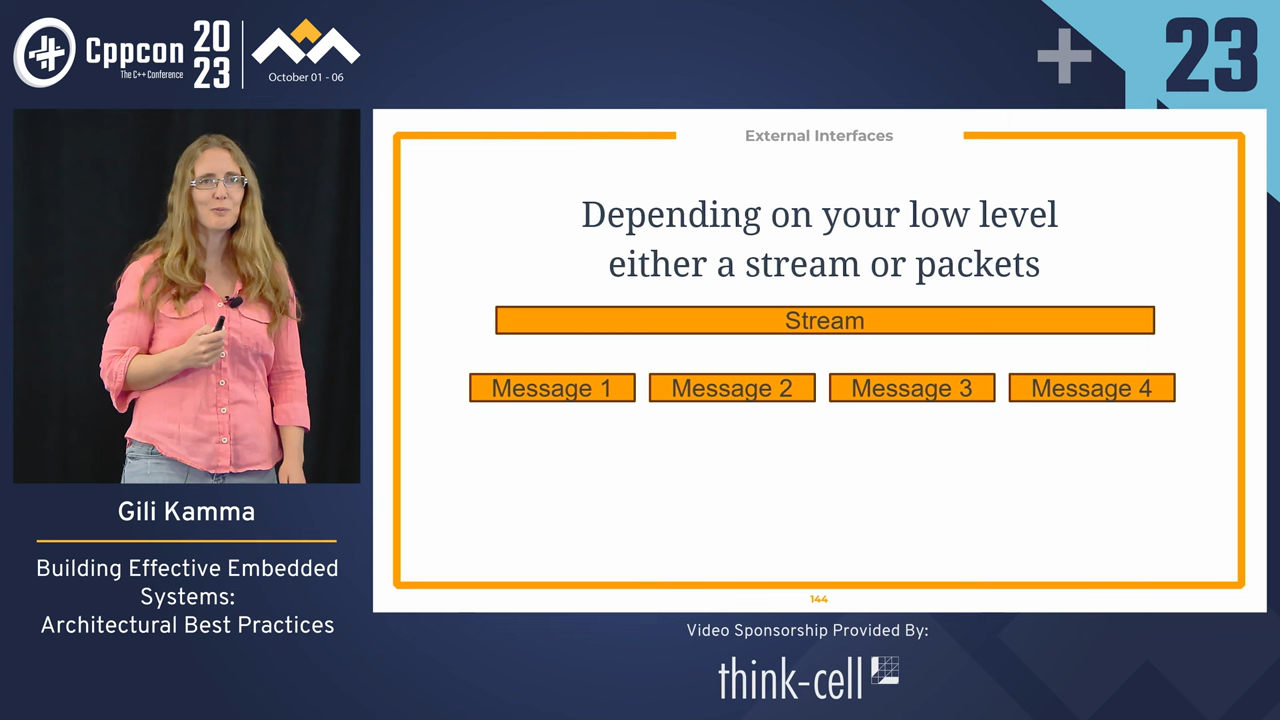 Cppcon
The C++ Conference
20
23
October 01 - 06
23
External Interfaces
Depending on your low level
either a stream or packets
Stream
Message 1
Message 2
Message 3
Message 4
144
Gili Kamma
Building Effective Embedded
Systems:
Architectural Best Practices
Video Sponsorship Provided By:
think-cell